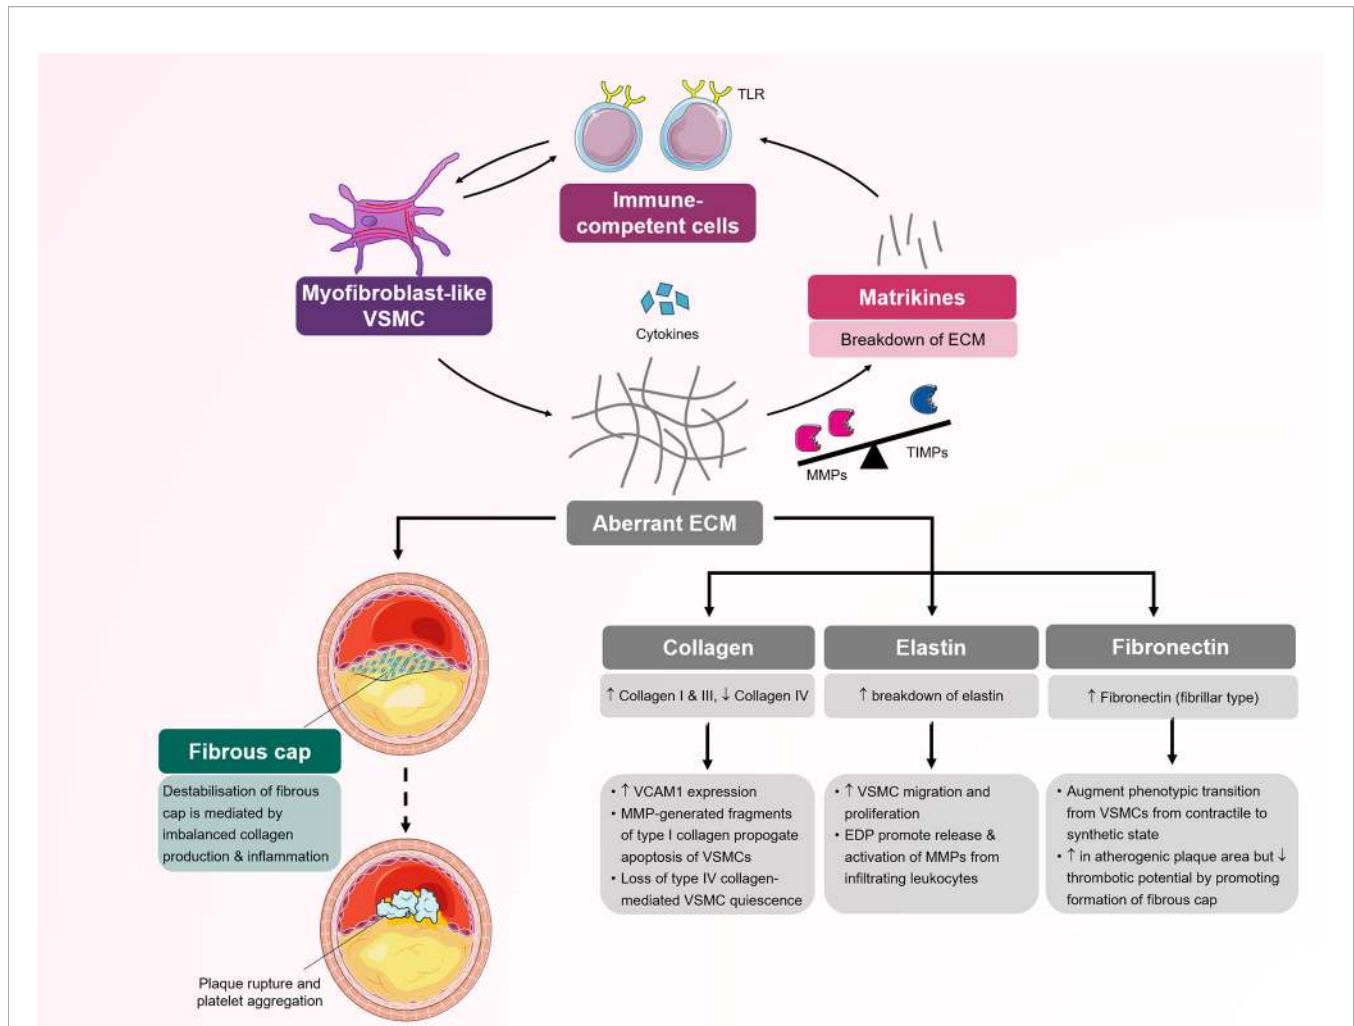 TLR
Immune-
competent cells
Myofibroblast-like
VSMC
Cytokines
Matrikines
Breakdown of ECM
MMPs
TIMPs
Aberrant ECM
Fibrous cap
Destabilisation of fibrous
cap is mediated by
imbalanced collagen
production & inflammation
Plaque rupture and
platelet aggregation
Collagen
↑ Collagen I & III, ↓ Collagen IV
• ↑ VCAM1 expression
• MMP-generated fragments
of type I collagen propogate
apoptosis of VSMCs
• Loss of type IV collagen-
mediated VSMC quiescence
Elastin
↑ breakdown of elastin
• ↑ VSMC migration and
proliferation
• EDP promote release &
activation of MMPs from
infiltrating leukocytes
Fibronectin
↑ Fibronectin (fibrillar type)
• Augment phenotypic transition
from VSMCs from contractile to
synthetic state
• ↑ in atherogenic plaque area but ↓
thrombotic potential by promoting
formation of fibrous cap